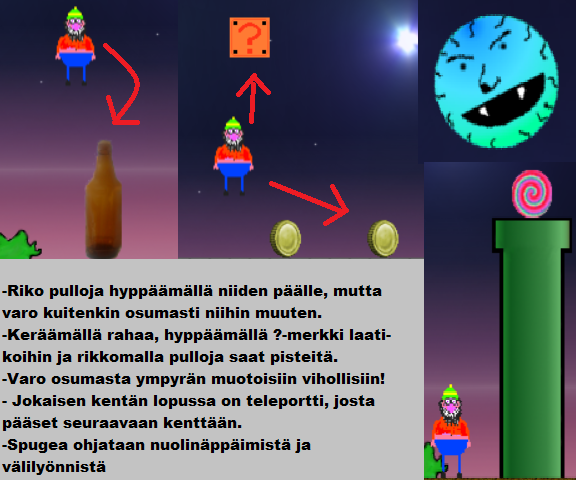 ?
-Riko pulloja hyppäämällä niiden päälle, mutta
varo kuitenkin osumasti niihin muuten.
-Keräämällä rahaa, hyppäämällä ?-merkki laati-
koihin ja rikkomalla pulloja saat pisteitä.
-Varo osumasta ympyrän muotoisiin vihollisiin!
- Jokaisen kentän lopussa on teleportti, josta
pääset seuraavaan kenttään.
-Spugea ohjataan nuolinäppäimistä ja
välilyönnistä